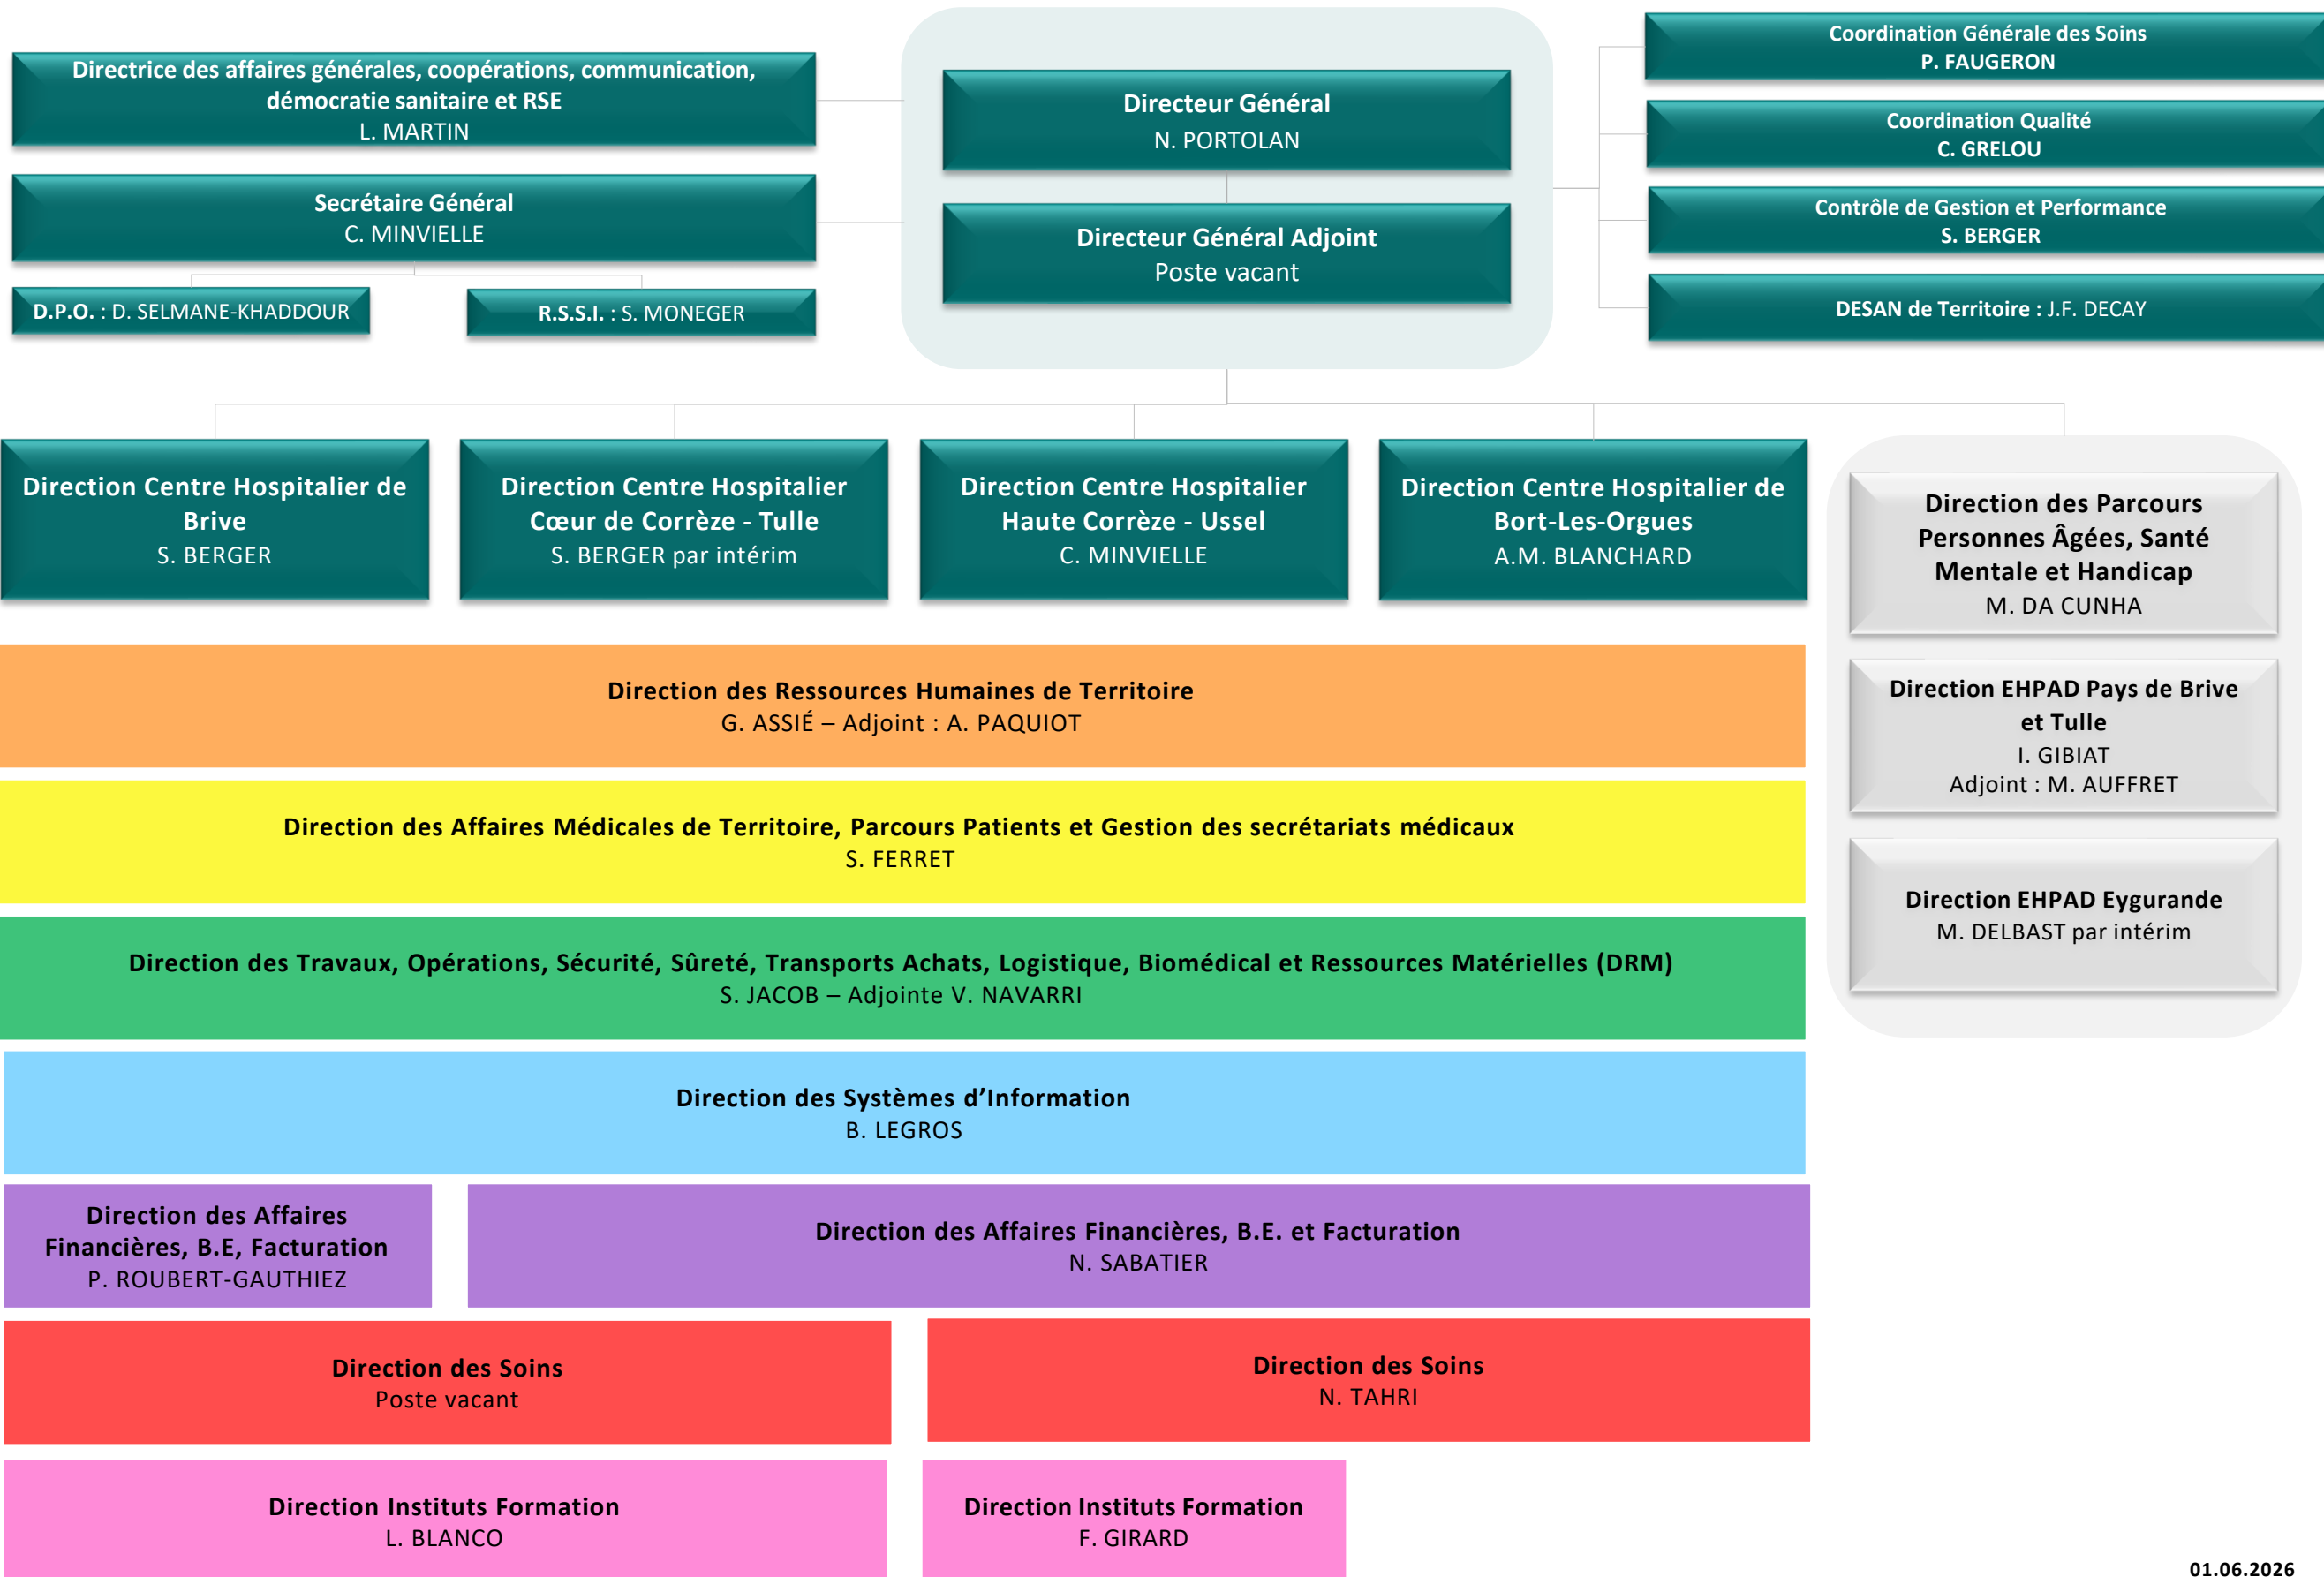 Directrice des affaires générales, coopérations, communication,
démocratie sanitaire et RSE
L. MARTIN
Secrétaire Général
C. MINVIELLE
D.P.O. : D. SELMANE-KHADDOUR
R.S.S.I. : S. MONEGER
Directeur Général
N. PORTOLAN
Directeur Général Adjoint
Poste vacant
Coordination Générale des Soins
P. FAUGERON
Coordination Qualité
C. GRELOU
Contrôle de Gestion et Performance
S. BERGER
DESAN de Territoire : J.F. DECAY
Direction Centre Hospitalier de
Brive
S. BERGER
Direction Centre Hospitalier
Cœur de Corrèze - Tulle
S. BERGER par intérim
Direction Centre Hospitalier
Haute Corrèze - Ussel
C. MINVIELLE
Direction Centre Hospitalier de
Bort-Les-Orgues
A.M. BLANCHARD
Direction des Parcours
Personnes Âgées, Santé
Mentale et Handicap
M. DA CUNHA
Direction EHPAD Pays de Brive
et Tulle
I. GIBIAT
Adjoint : M. AUFFRET
Direction EHPAD Eygurande
M. DELBAST par intérim
Direction des Ressources Humaines de Territoire
G. ASSIÉ – Adjoint : A. PAQUIOT
Direction des Affaires Médicales de Territoire, Parcours Patients et Gestion des secrétariats médicaux
S. FERRET
Direction des Travaux, Opérations, Sécurité, Sûreté, Transports Achats, Logistique, Biomédical et Ressources Matérielles (DRM)
S. JACOB – Adjointe V. NAVARRI
Direction des Systèmes d’Information
B. LEGROS
Direction des Affaires
Financières, B.E, Facturation
P. ROUBERT-GAUTHIEZ
Direction des Affaires Financières, B.E. et Facturation
N. SABATIER
Direction des Soins
Poste vacant
Direction des Soins
N. TAHRI
Direction Instituts Formation
L. BLANCO
Direction Instituts Formation
F. GIRARD
01.06.2026